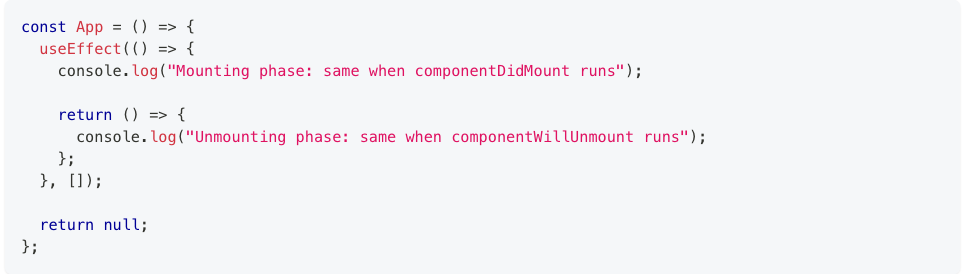 const App = () => {
  useEffect(() => {
    console.log("Mounting phase: same when componentDidMount runs");

    return () => {
      console.log("Unmounting phase: same when componentWillUnmount runs");
    };
  }, []);

  return null;
};